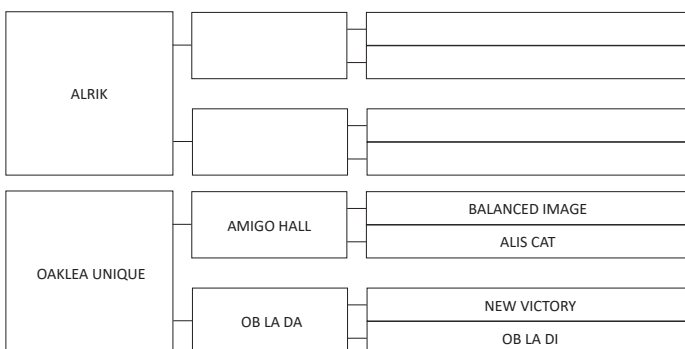 ALRIK
BALANCED IMAGE
AMIGO HALL
ALIS CAT
OAKLEA UNIQUE
NEW VICTORY
OB LA DA
OB LA DI